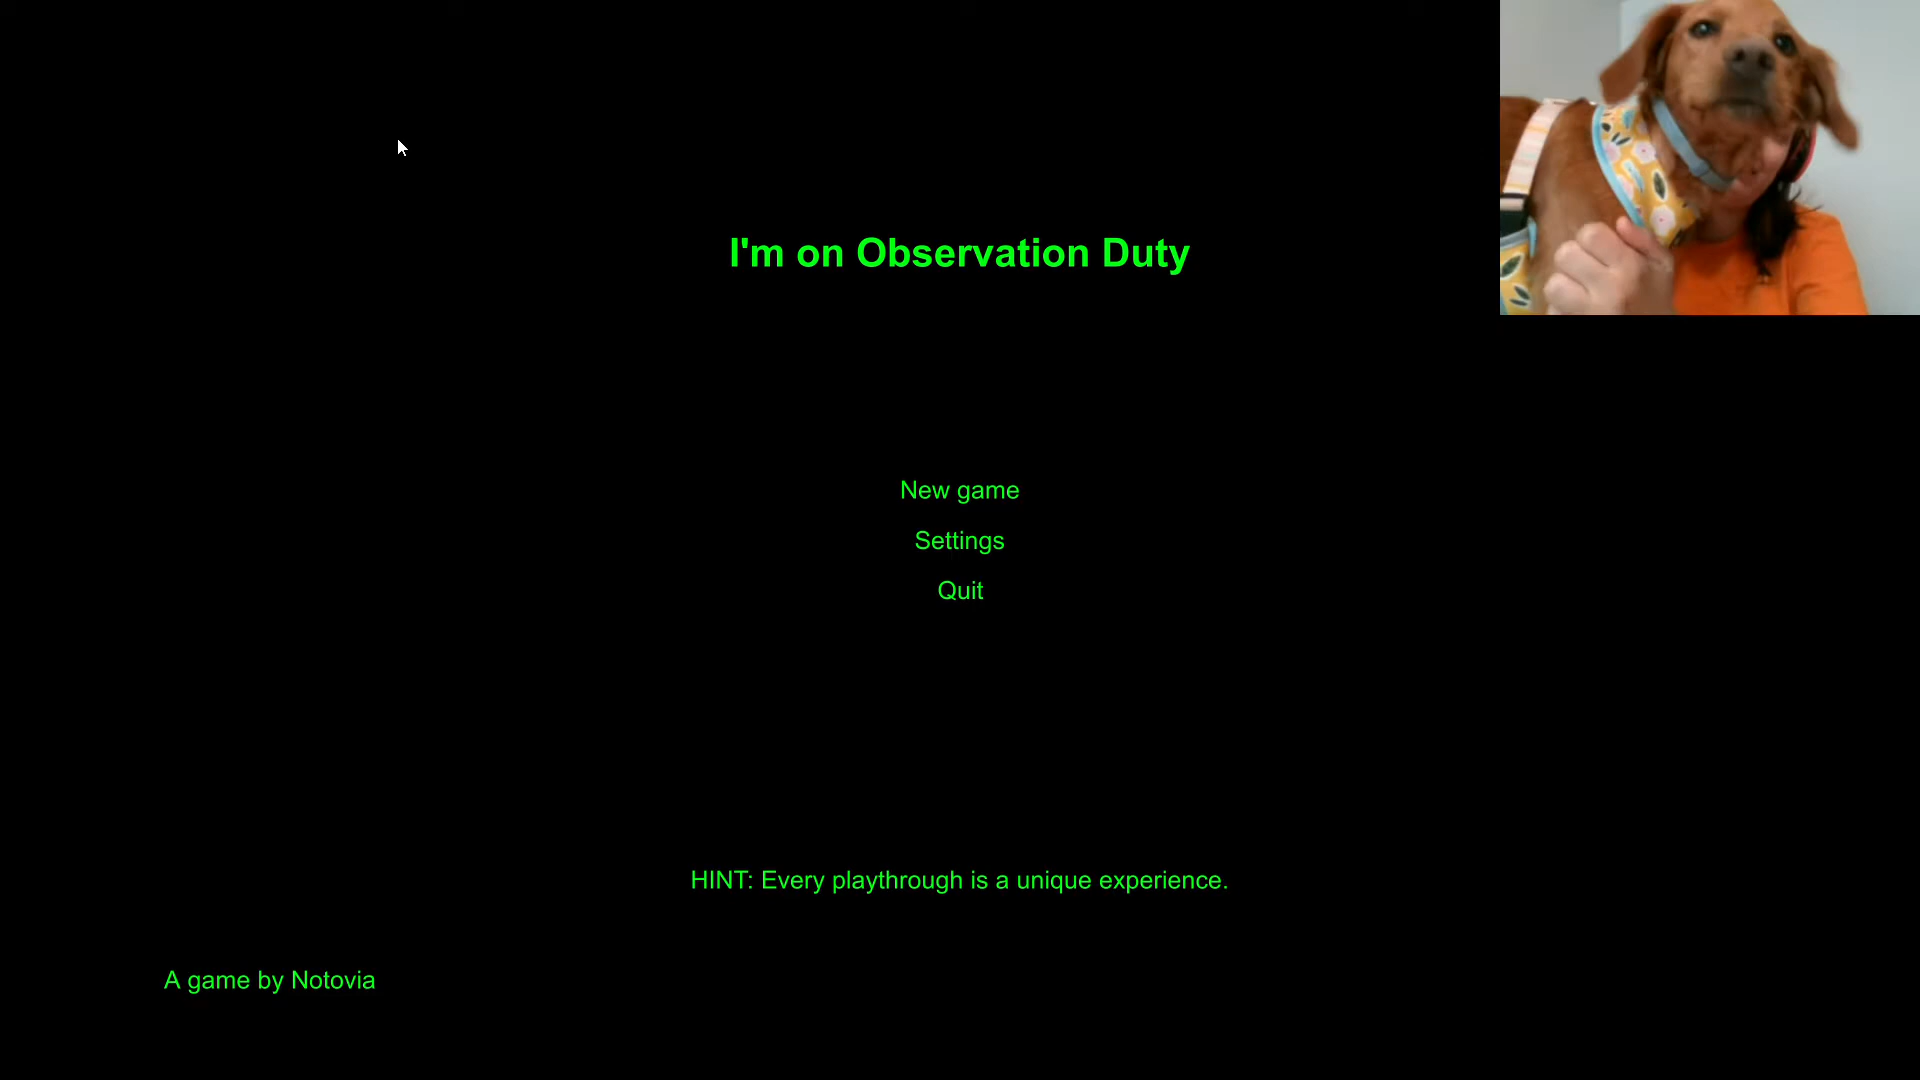 I'm on Observation Duty
New game
Settings
Quit
HINT: Every playthrough is a unique experience.
A game by Notovia